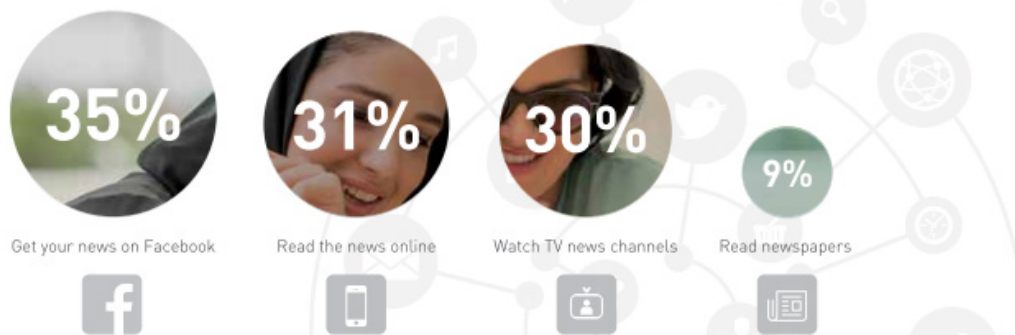 35%
31%
30%
9%
Get your news on Facebook
Read the news online
Watch TV news channels
Read newspapers